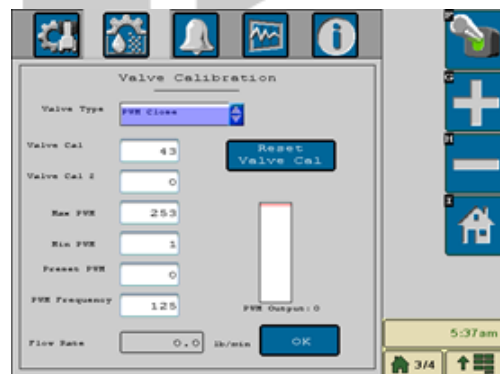 F
Valve Calibration
Valve Type PWM Close
G
Valve Cal 43
Reset
Valve Cal
H
Valve Cal 2 0
Max PWM 253
I
Min PWM 1
Preset PWM 0
PWM Frequency 125
PWM Output: 0
Flow Rate 0.0 lb/min OK
5:37am
3/4